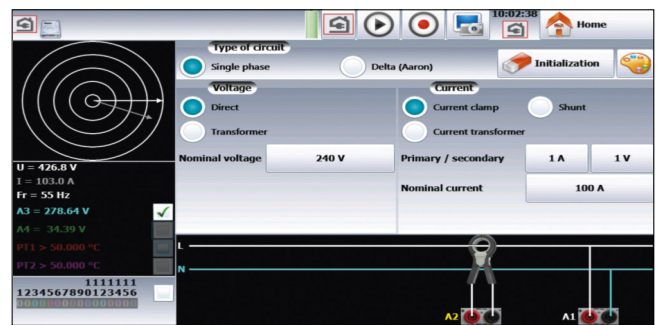 10:02:38
Home
Type of circuit
Single phase
Delta (Aaron)
Initialization
Voltage
Direct
Transformer
Nominal voltage
240 V
Current
Current clamp
Shunt
Current transformer
Primary / secondary
1 A
1 V
Nominal current
100 A
U = 426.8 V
I = 103.0 A
Fr = 55 Hz
A3 = 278.64 V
A4 = 34.39 V
PT1 > 50.000 °C
PT2 > 50.000 °C
1111111
1234567890123456
0000000000000000
L
N
A2
A1